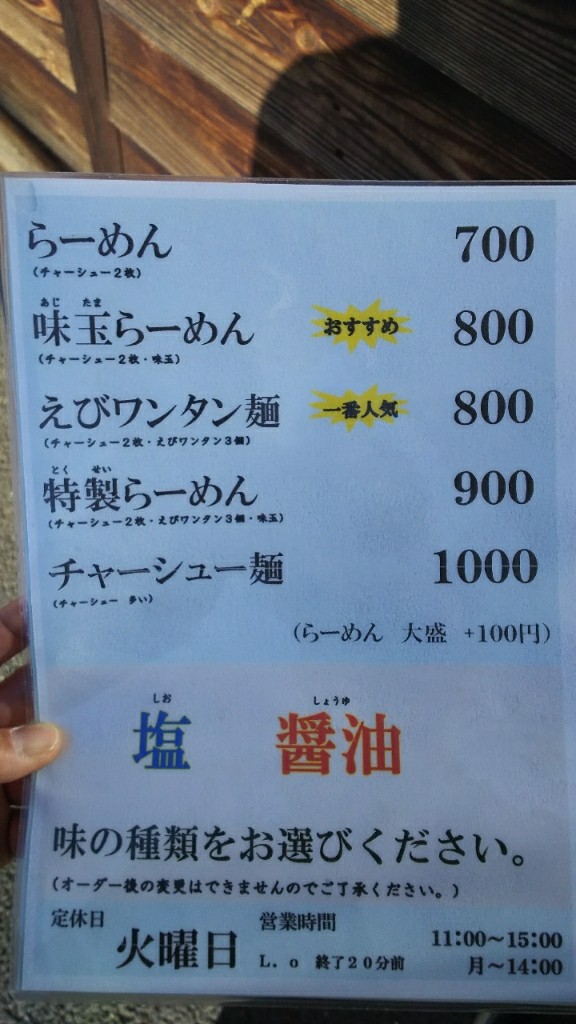 らーめん 700
（チャーシュー２枚）
あじ たま
味玉らーめん おすすめ 800
（チャーシュー２枚・味玉）
えびワンタン麺 一番人気 800
（チャーシュー２枚・えびワンタン３個）
とく せい
特製らーめん 900
（チャーシュー２枚・えびワンタン３個・味玉）
チャーシュー麺 1000
（チャーシュー 多い）
（らーめん 大盛 +100円）
しお しょうゆ
塩 醤油
味の種類をお選びください。
（オーダー後の変更はできませんのでご了承ください。）
定休日 営業時間
火曜日 11:00～15:00
L．o 終了２０分前 月～14:00